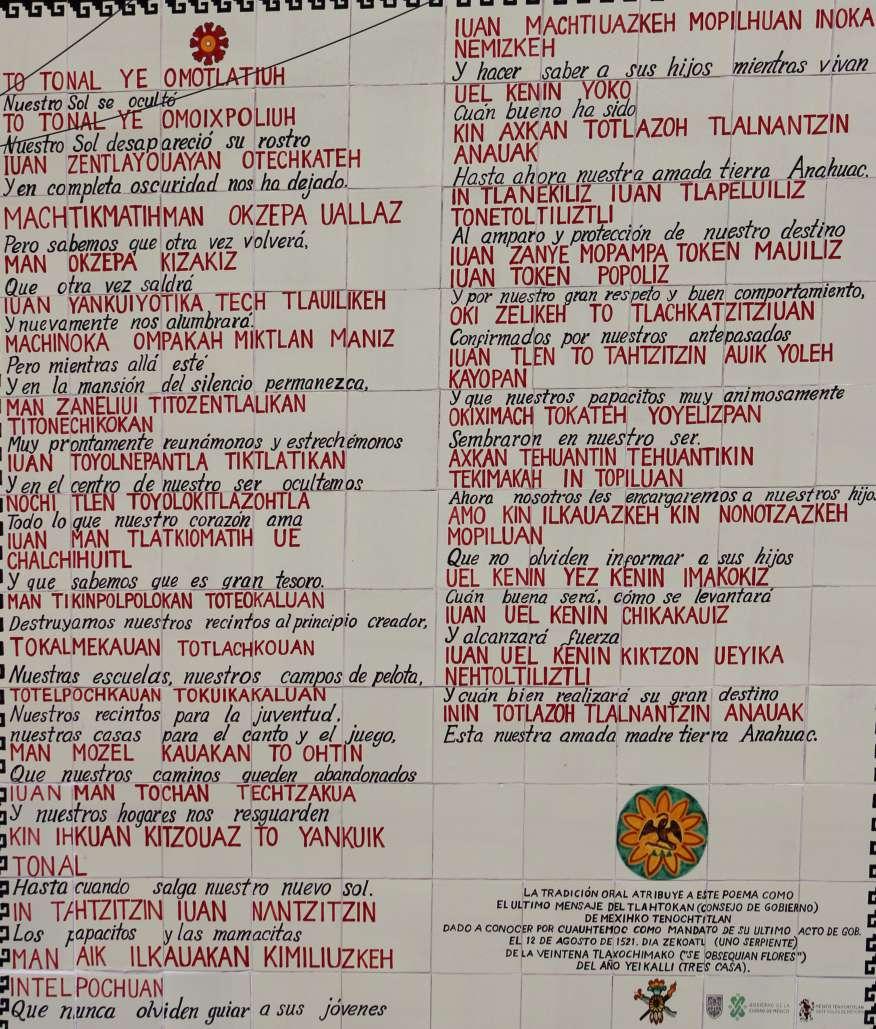 TO TONAL YE OMOTLATIUH
Nuestro Sol se ocultó
TO TONAL YE OMOIXPOLIUH
Nuestro Sol desapareció su rostro
IUAN ZENTLAYOUAYAN OTECHKATEH
Y en completa oscuridad nos ha dejado.
MACHTIKMATIHMAN OKZEPA UALLAZ
Pero sabemos que otra vez volverá,
MAN OKZEPA KIZAKIZ
Que otra vez saldrá
IUAN YANKUIYOTIKA TECH TLAUILIKEH
Y nuevamente nos alumbrará.
MACHINOKA OMPAKAH MIKTLAN MANIZ
Pero mientras allá esté
Y en la mansión del silencio permanezca,
MAN ZANELIUI TITOZENTLALIKAN
TITONECHIKOKAN
Muy prontamente reunámonos y estrechémonos
IUAN TOYOLNEPANTLA TIKTLATIKAN
Y en el centro de nuestro ser ocultemos
NOCHI TLEN TOYOLOKITLAZOHTLA
Todo lo que nuestro corazón ama
IUAN MAN TLATKIOMATIH UE
CHALCHIHUITL
Y que sabemos que es gran tesoro.
MAN TIKINPOLPOLOKAN TOTEOKALUAN
Destruyamos nuestros recintos al principio creador,
TOKALMEKAUAN TOTLACHKOUAN
Nuestras escuelas, nuestros campos de pelota,
TOTELPOCHKAUAN TOKUIKAKALUAN
Nuestros recintos para la juventud,
nuestras casas para el canto y el juego,
MAN MOZEL KAUAKAN TO OHTIN
Que nuestros caminos queden abandonados
IUAN MAN TOCHAN TECHTZAKUA
Y nuestros hogares nos resguarden
KIN IHKUAN KITZOUAZ TO YANKUIK
TONAL
Hasta cuando salga nuestro nuevo sol.
IN TAHTZITZIN IUAN NANTZITZIN
Los papacitos y las mamacitas
MAN AIK ILKAUAKAN KIMILIUZKEH
INTELPOCHUAN
Que nunca olviden guiar a sus jóvenes
IUAN MACHTIUAZKEH MOPILHUAN INOKA
NEMIZKEH
Y hacer saber a sus hijos mientras vivan
UEL KENIN YOKO
Cuán bueno ha sido
KIN AXKAN TOTLAZOH TLALNANTZIN
ANAUAK
Hasta ahora nuestra amada tierra Anahuac.
IN TLANEKILIZ IUAN TLAPELUILIZ
TONETOLTILIZTLI
Al amparo y protección de nuestro destino
IUAN ZANYE MOPAMPA TOKEN MAUILIZ
IUAN TOKEN POPOLIZ
Y por nuestro gran respeto y buen comportamiento,
OKI ZELIKEH TO TLACHKATZITZIUAN
Confirmados por nuestros antepasados
IUAN TLEN TO TAHTZITZIN AUIK YOLEH
KAYOPAN
Y que nuestros papacitos muy animosamente
OKIXIMACH TOKATEH YOYELIZPAN
Sembraron en nuestro ser.
AXKAN TEHUANTIN TEHUANTIKIN
TEKIMAKAH IN TOPILUAN
Ahora nosotros les encargaremos a nuestros hijos
AMO KIN ILKAUAZKEH KIN NONOTZAZKEH
MOPILUAN
Que no olviden informar a sus hijos
UEL KENIN YEZ KENIN IMAKOKIZ
Cuán buena será, cómo se levantará
IUAN UEL KENIN CHIKAKAUIZ
Y alcanzará fuerza
IUAN UEL KENIN KIKTZON UEYIKA
NEHTOLTILIZTLI
Y cuán bien realizará su gran destino
ININ TOTLAZOH TLALNANTZIN ANAUAK
Esta nuestra amada madre tierra Anahuac.
LA TRADICIÓN ORAL ATRIBUYE A ESTE POEMA COMO
EL ULTIMO MENSAJE DEL TLAHTOKAN (CONSEJO DE GOBIERNO)
DE MEXIHKO TENOCHTITLAN
DADO A CONOCER POR CUAUHTEMOC COMO MANDATO DE SU ULTIMO ACTO DE GOB.
EL 12 DE AGOSTO DE 1521. DIA ZEKOATL (UNO SERPIENTE)
DE LA VEINTENA TLAXOCHIMAKO ("SE OBSEQUIAN FLORES")
DEL AÑO YEIKALLI (TRES CASA).
GOBIERNO DE LA
CIUDAD DE MÉXICO